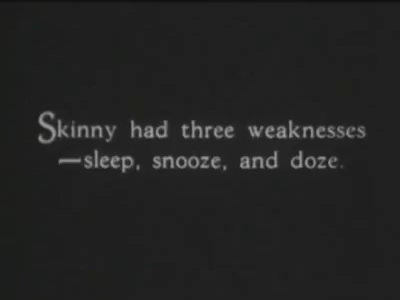 Skinny had three weaknesses
—sleep, snooze, and doze.